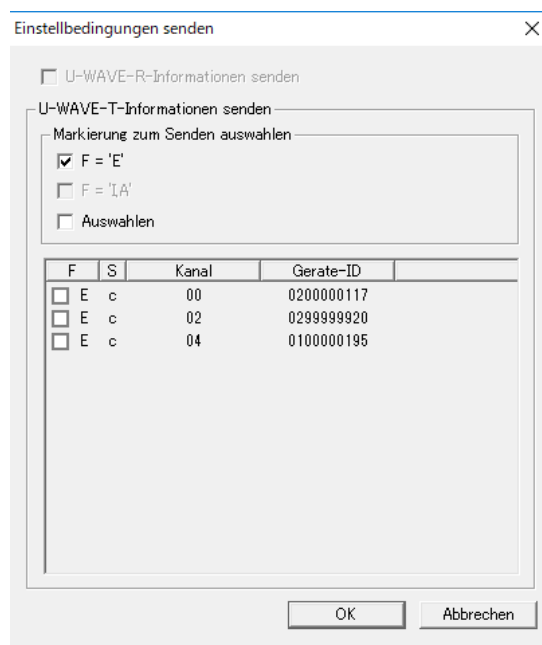 Einstellbedingungen senden
U-WAVE-R-Informationen senden
U-WAVE-T-Informationen senden
Markierung zum Senden auswahlen
F = 'E'
F = 'I,A'
Auswahlen
F S Kanal Gerate-ID
E c 00 0200000117
E c 02 0299999920
E c 04 0100000195
OK Abbrechen